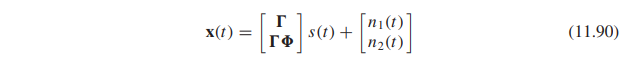 x(t) = [ Γ ; ΓΦ ] s(t) + [ n₁(t) ; n₂(t) ] (11.90)